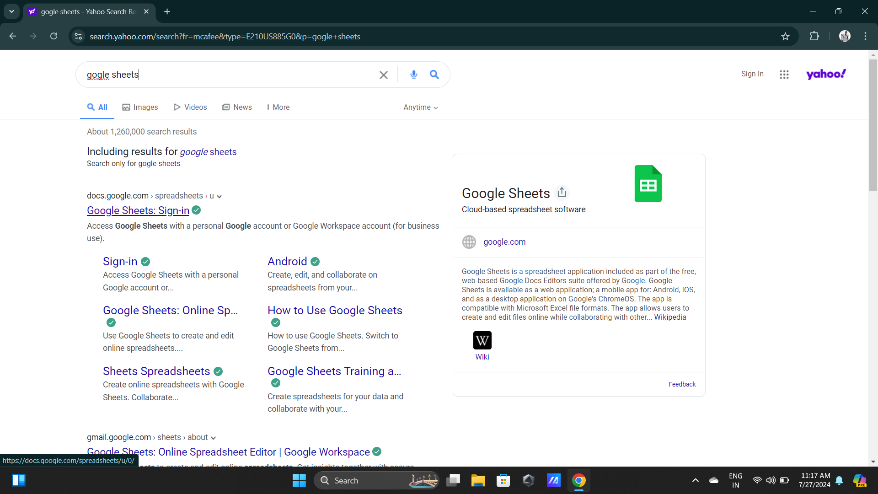 gogle sheets - Yahoo Search Re
search.yahoo.com/search?fr=mcafee&type=E210US885G0&p=gogle+sheets
gogle sheets
Sign In
yahoo!
All
Images
Videos
News
More
Anytime
About 1,260,000 search results
Including results for google sheets
Search only for gogle sheets
docs.google.com › spreadsheets › u
Google Sheets: Sign-in
Access Google Sheets with a personal Google account or Google Workspace account (for business
use).
Sign-in
Access Google Sheets with a personal
Google account or...
Android
Create, edit, and collaborate on
spreadsheets from your...
Google Sheets: Online Sp...
Use Google Sheets to create and edit
online spreadsheets....
How to Use Google Sheets
How to use Google Sheets. Switch to
Google Sheets from...
Sheets Spreadsheets
Create online spreadsheets with Google
Sheets. Collaborate...
Google Sheets Training a...
Create spreadsheets for your data and
collaborate with your...
gmail.google.com › sheets › about
Google Sheets: Online Spreadsheet Editor | Google Workspace
Google Sheets
Cloud-based spreadsheet software
google.com
Google Sheets is a spreadsheet application included as part of the free,
web based Google Docs Editors suite offered by Google. Google
Sheets is available as a web application; a mobile app for: Android, iOS,
and as a desktop application on Google's ChromeOS. The app is
compatible with Microsoft Excel file formats. The app allows users to
create and edit files online while collaborating with other... Wikipedia
W
Wiki
Feedback
https://docs.google.com/spreadsheets/u/0/
Search
ENG
IN
11:17 AM
7/27/2024